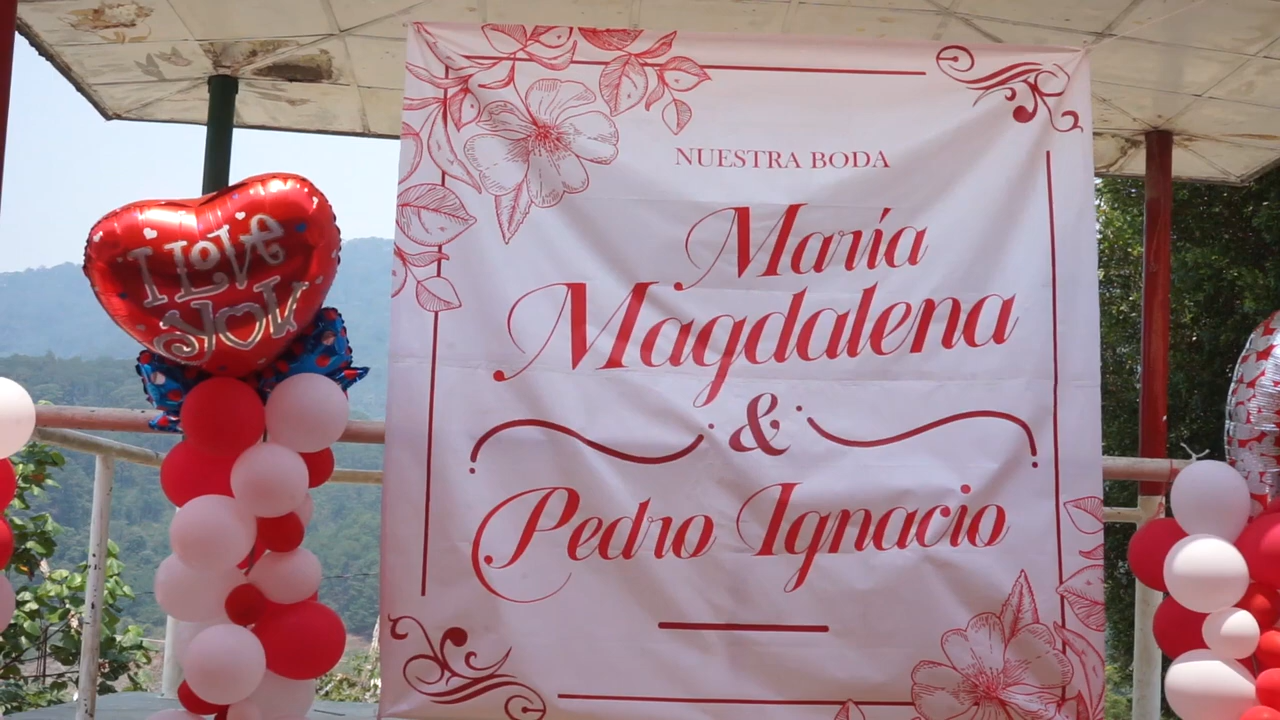 NUESTRA BODA
María
Magdalena
&
Pedro Ignacio
I LOVE
YOU